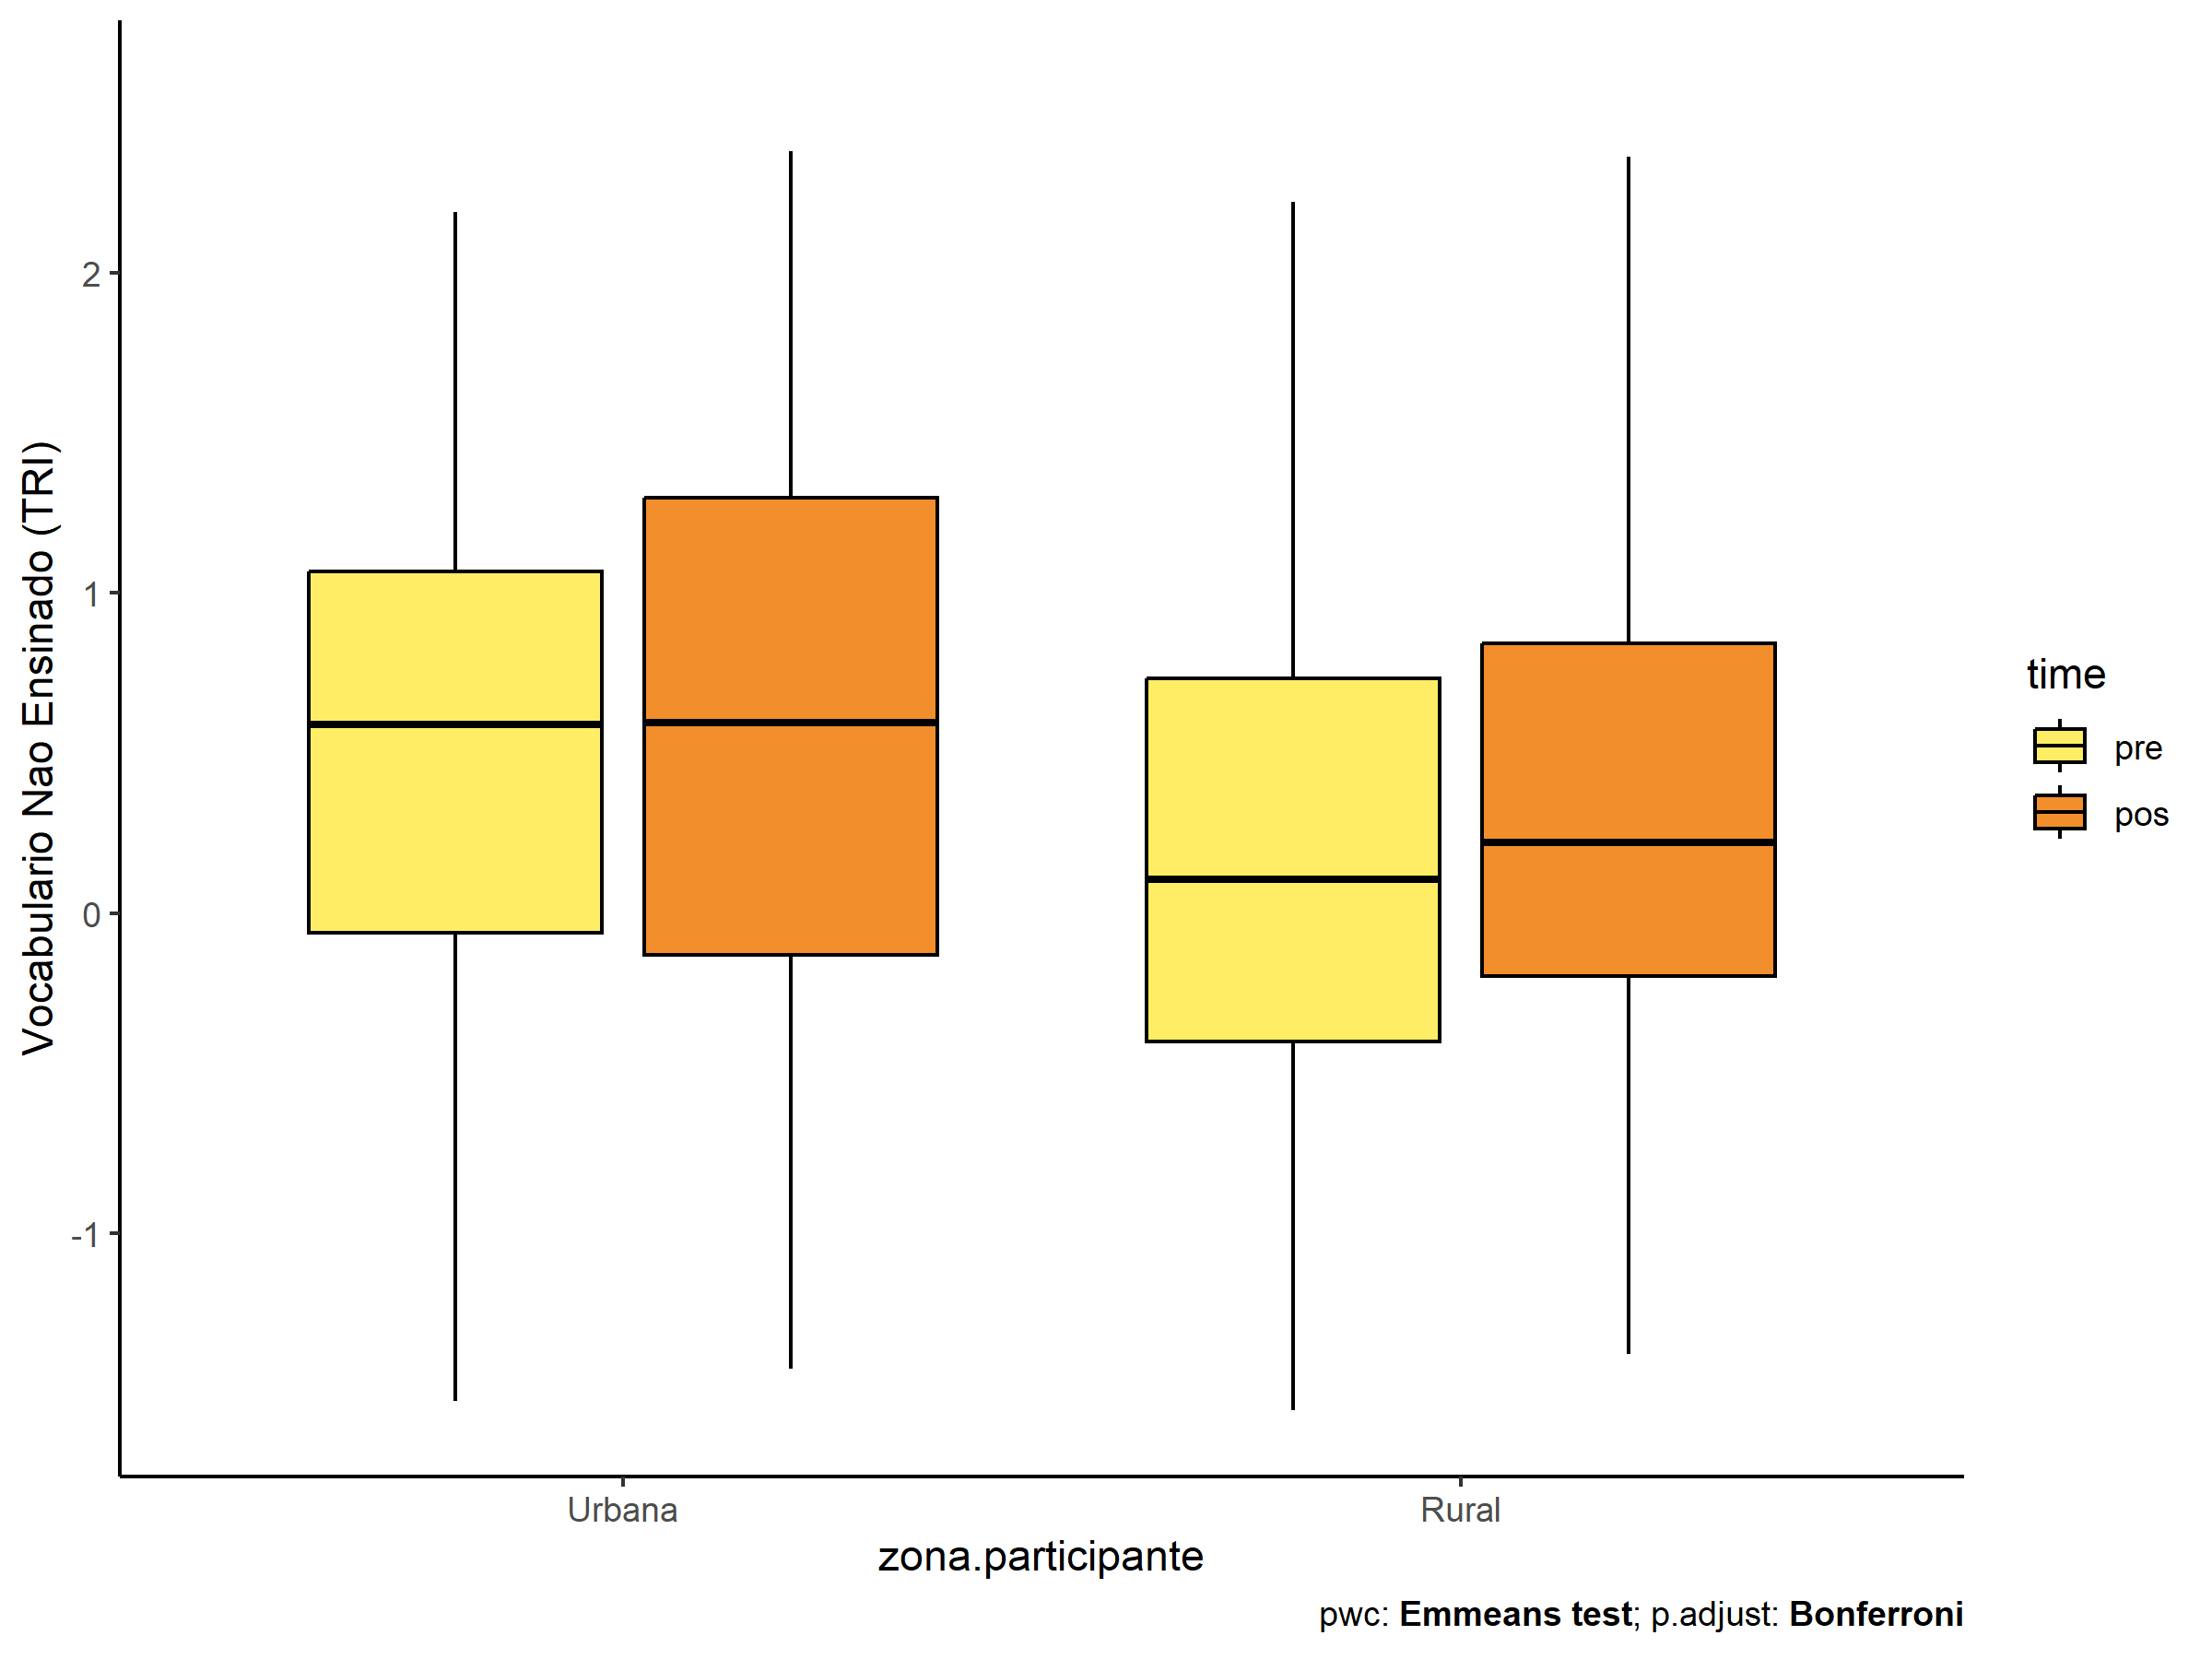 Vocabulario Nao Ensinado (TRI)
2
1
0
-1
Urbana
Rural
zona.participante
time
pre
pos
pwc: Emmeans test; p.adjust: Bonferroni